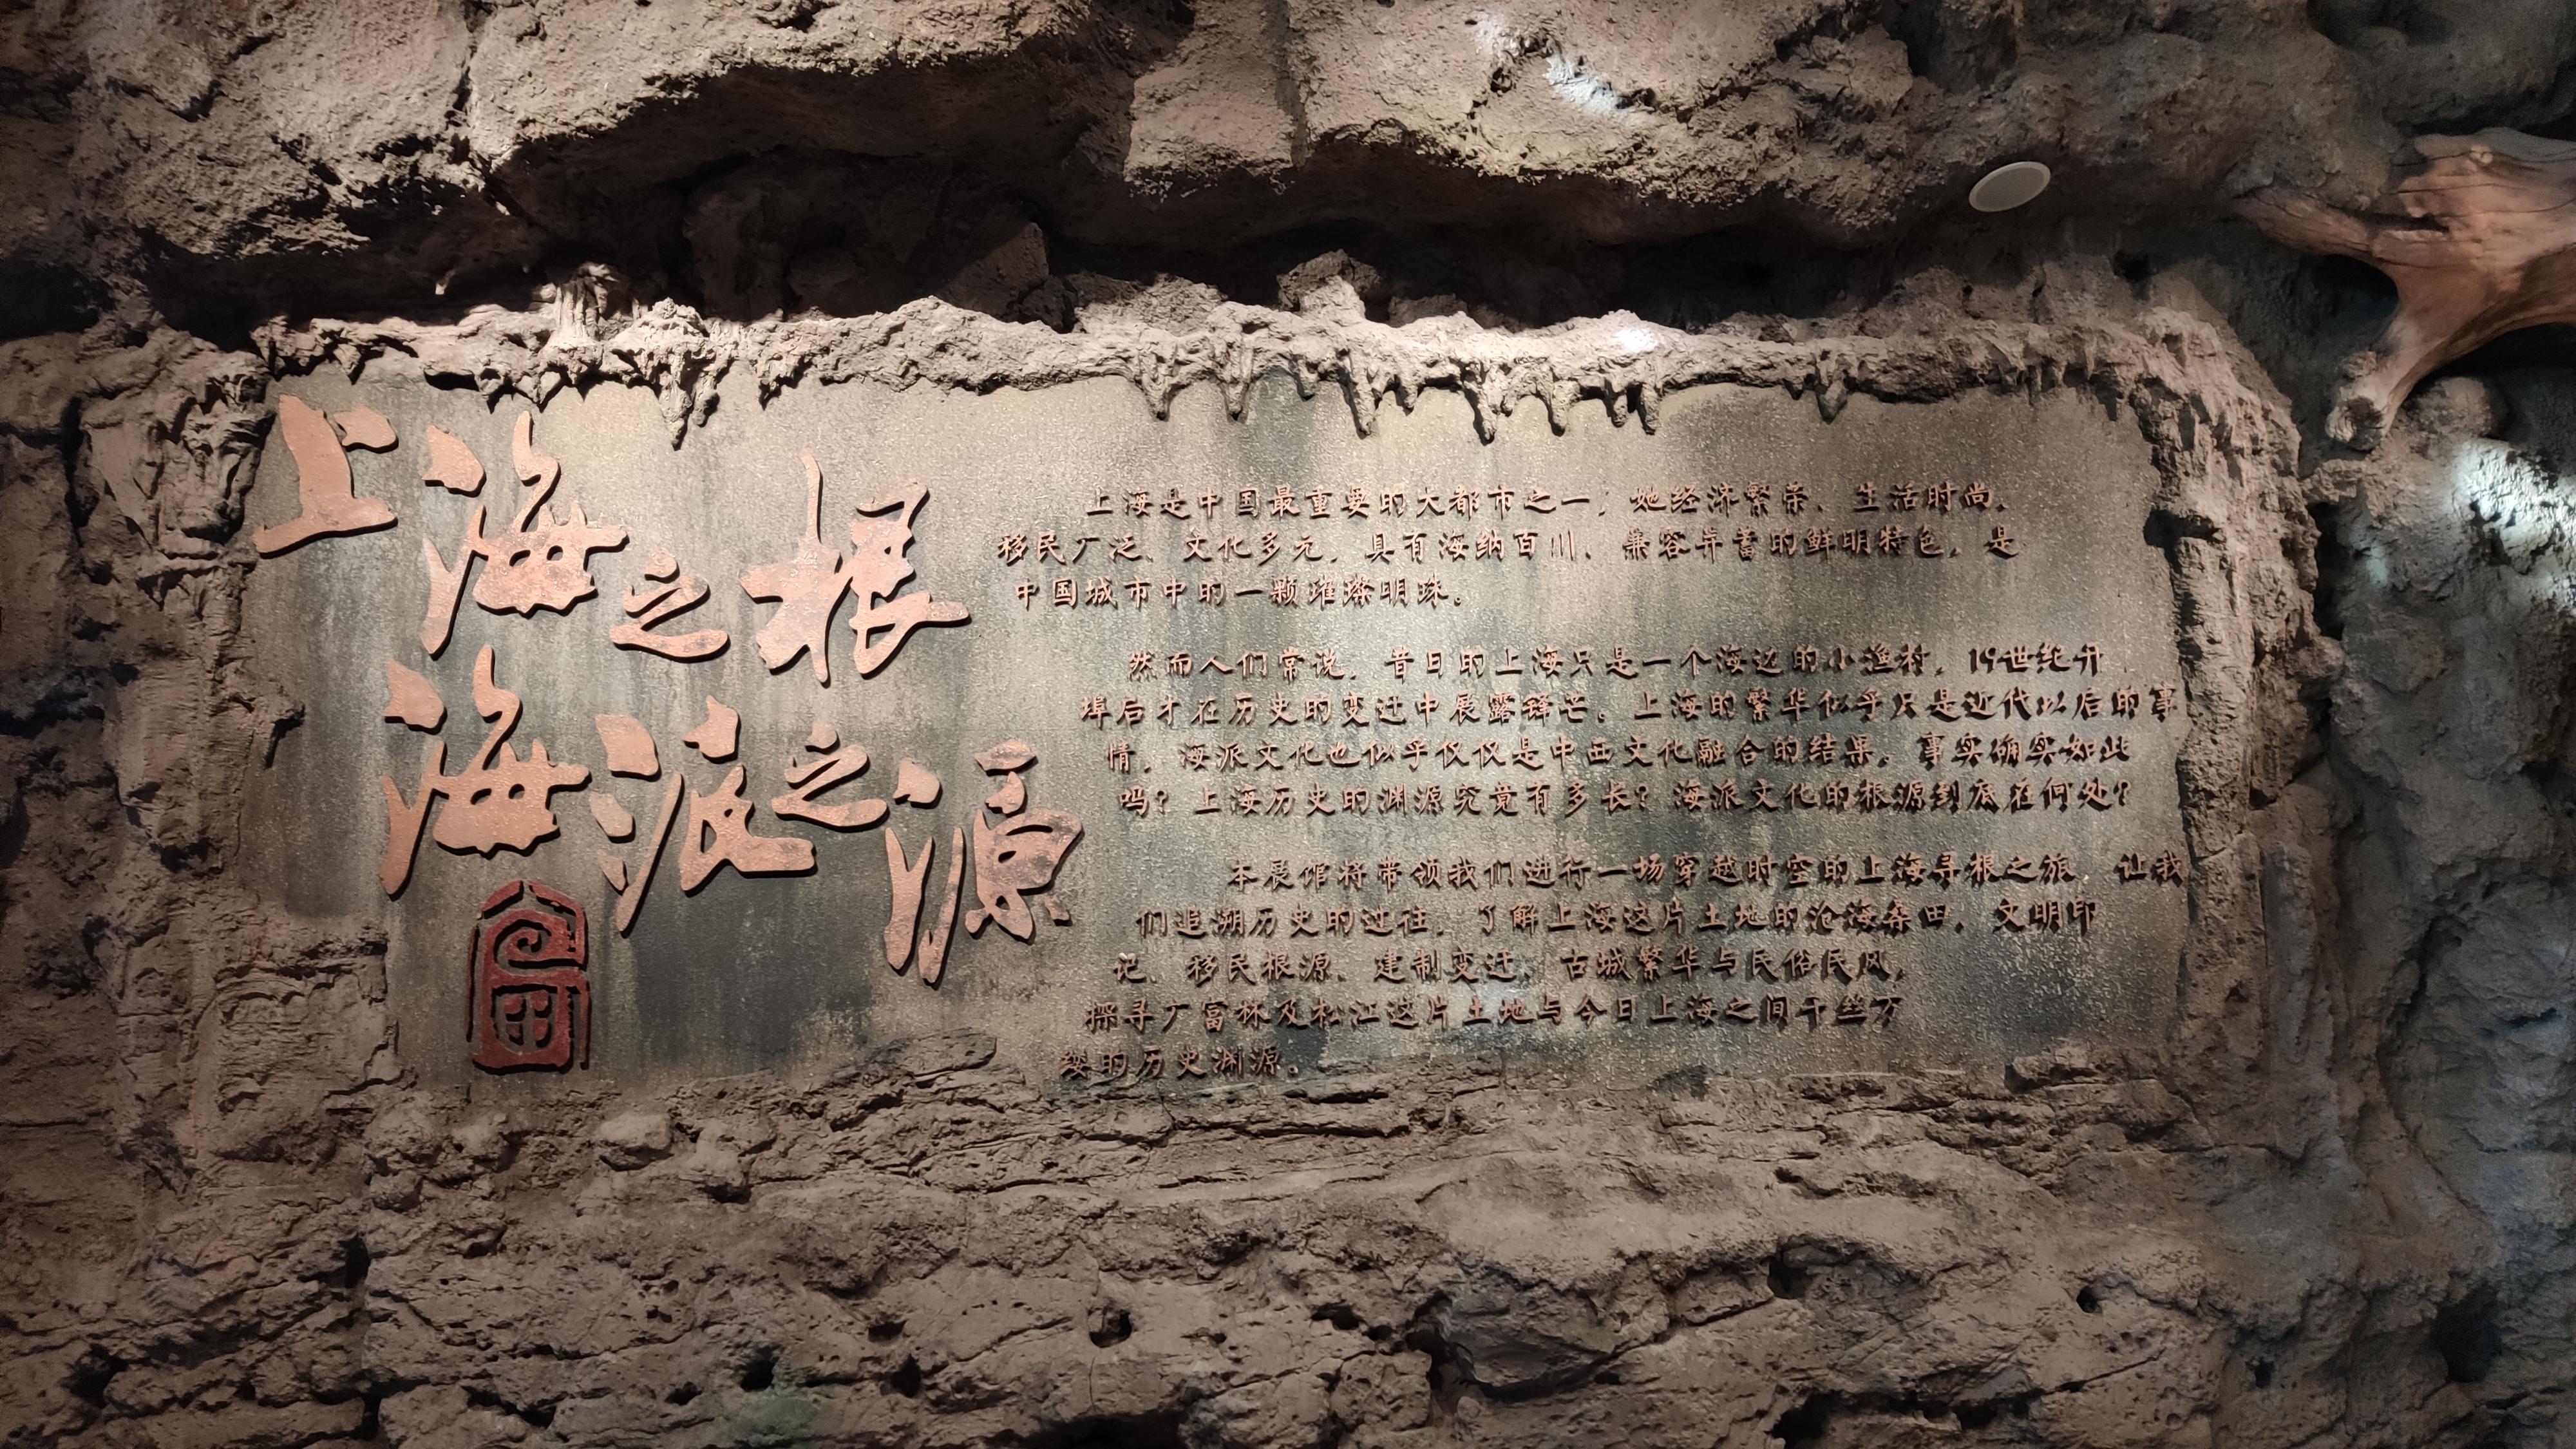 上海之根
海派之源
富
上海是中国最重要的大都市之一，她经济繁荣、生活时尚、
移民广泛、文化多元，具有海纳百川、兼容并蓄的鲜明特色，是
中国城市中的一颗璀璨明珠。
然而人们常说，昔日的上海只是一个海边的小渔村，19世纪开
埠后才在历史的变迁中展露锋芒。上海的繁华似乎只是近代以后的事
情，海派文化也似乎仅仅是中西文化融合的结果。事实确实如此
吗？上海历史的渊源究竟有多长？海派文化的根源到底在何处？
本展馆将带领我们进行一场穿越时空的上海寻根之旅，让我
们追溯历史的过往，了解上海这片土地的沧海桑田，文明印
记、移民根源、建制变迁、古城繁华与民俗民风，
探寻广富林及松江这片土地与今日上海之间千丝万
缕的历史渊源。